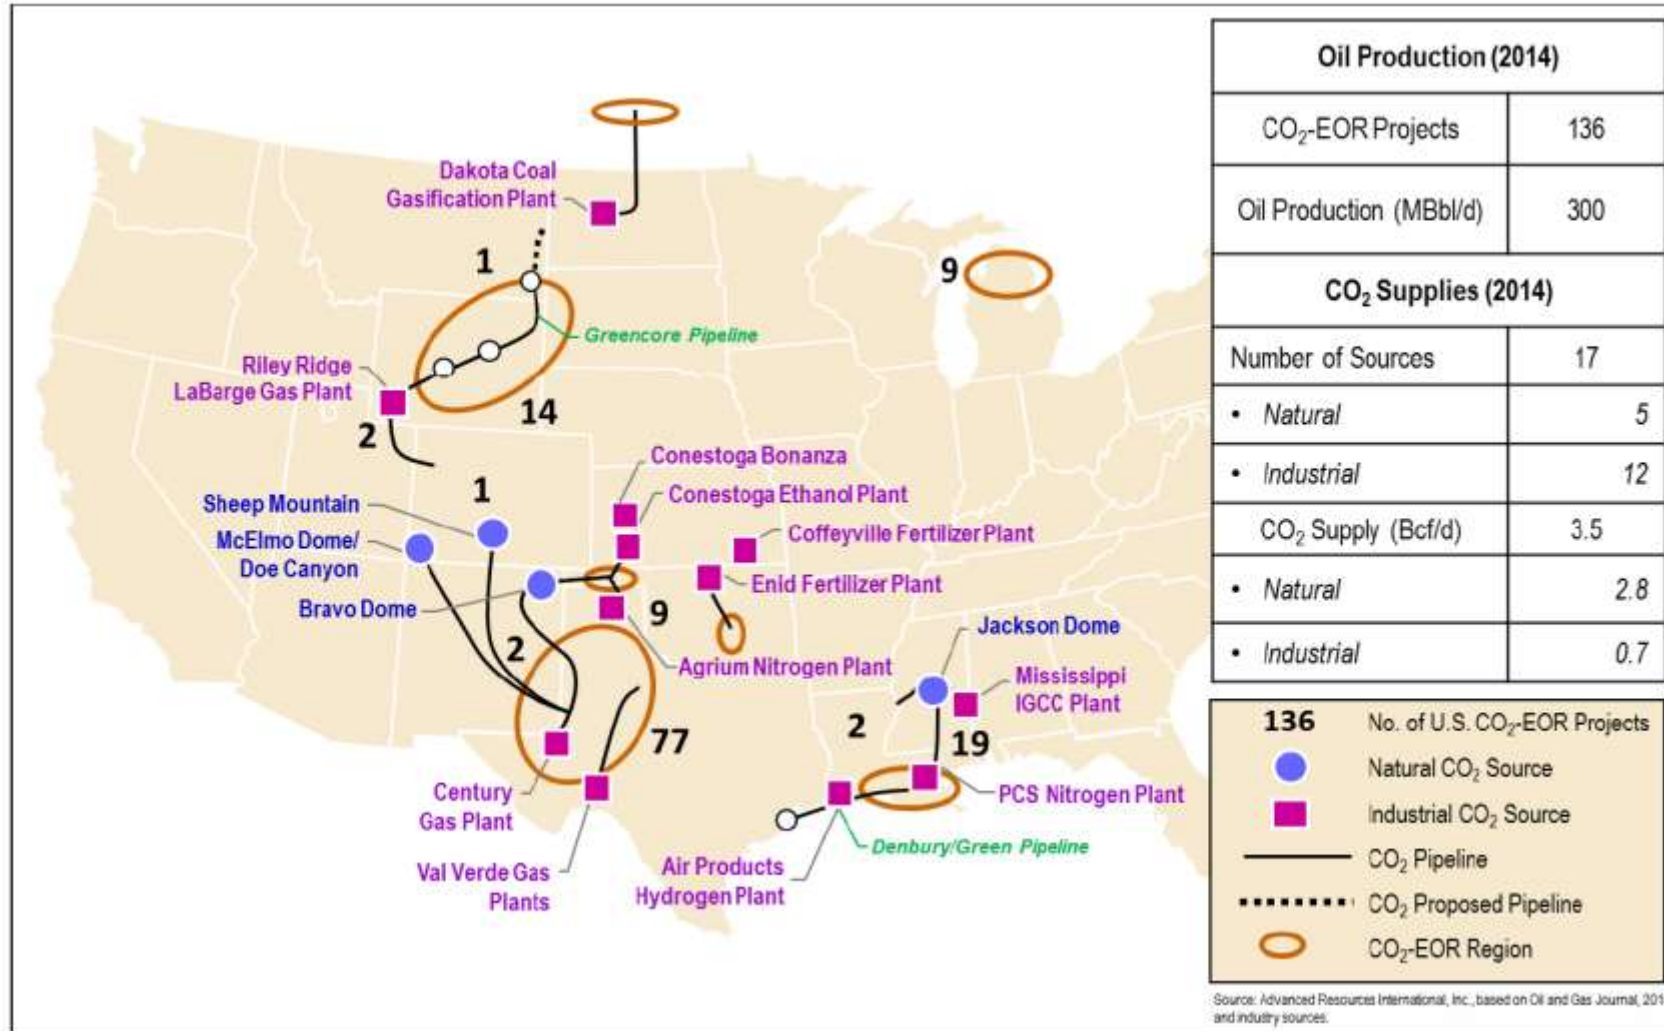 Dakota Coal
Gasification Plant
1
9
Greencore Pipeline
Riley Ridge
LaBarge Gas Plant
14
2
Conestoga Bonanza
1
Conestoga Ethanol Plant
Sheep Mountain
McElmo Dome/
Doe Canyon
Coffeyville Fertilizer Plant
Enid Fertilizer Plant
Bravo Dome
9
Jackson Dome
2
Agrium Nitrogen Plant
Mississippi
IGCC Plant
2
77
19
Century
Gas Plant
PCS Nitrogen Plant
Denbury/Green Pipeline
Val Verde Gas
Plants
Air Products
Hydrogen Plant
Oil Production (2014)
CO₂-EOR Projects 136
Oil Production (MBbl/d) 300
CO₂ Supplies (2014)
Number of Sources 17
• Natural 5
• Industrial 12
CO₂ Supply (Bcf/d) 3.5
• Natural 2.8
• Industrial 0.7
136 No. of U.S. CO₂-EOR Projects
Natural CO₂ Source
Industrial CO₂ Source
CO₂ Pipeline
CO₂ Proposed Pipeline
CO₂-EOR Region
Source: Advanced Resources International, Inc., based on Oil and Gas Journal, 201
and industry sources.